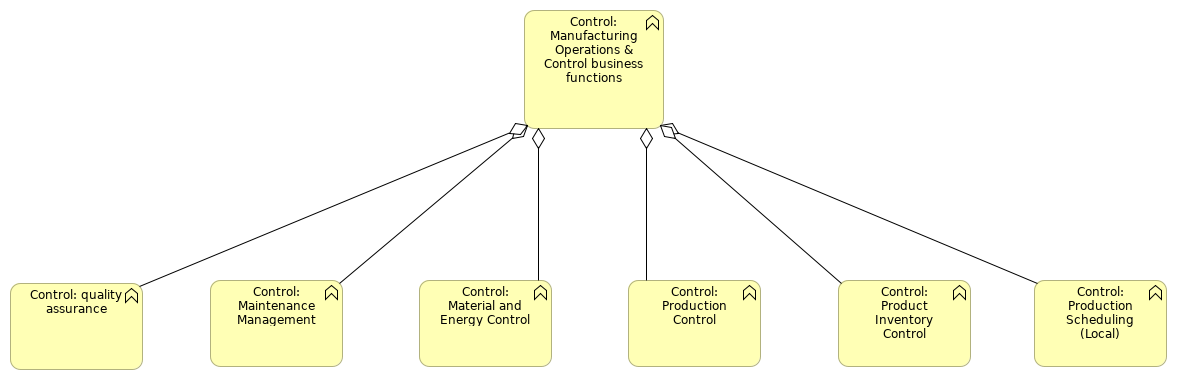 Control:
Manufacturing
Operations &
Control business
functions
Control: quality
assurance
Control:
Maintenance
Management
Control:
Material and
Energy Control
Control:
Production
Control
Control:
Product
Inventory
Control
Control:
Production
Scheduling
(Local)